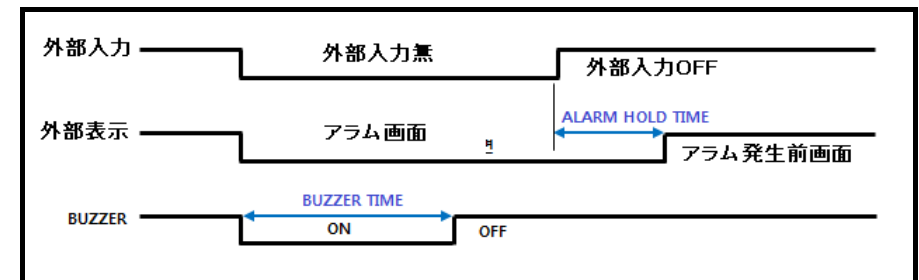 外部入力
外部入力無
外部入力OFF
外部表示
アラム画面
ALARM HOLD TIME
アラム発生前画面
BUZZER
BUZZER TIME
ON
OFF